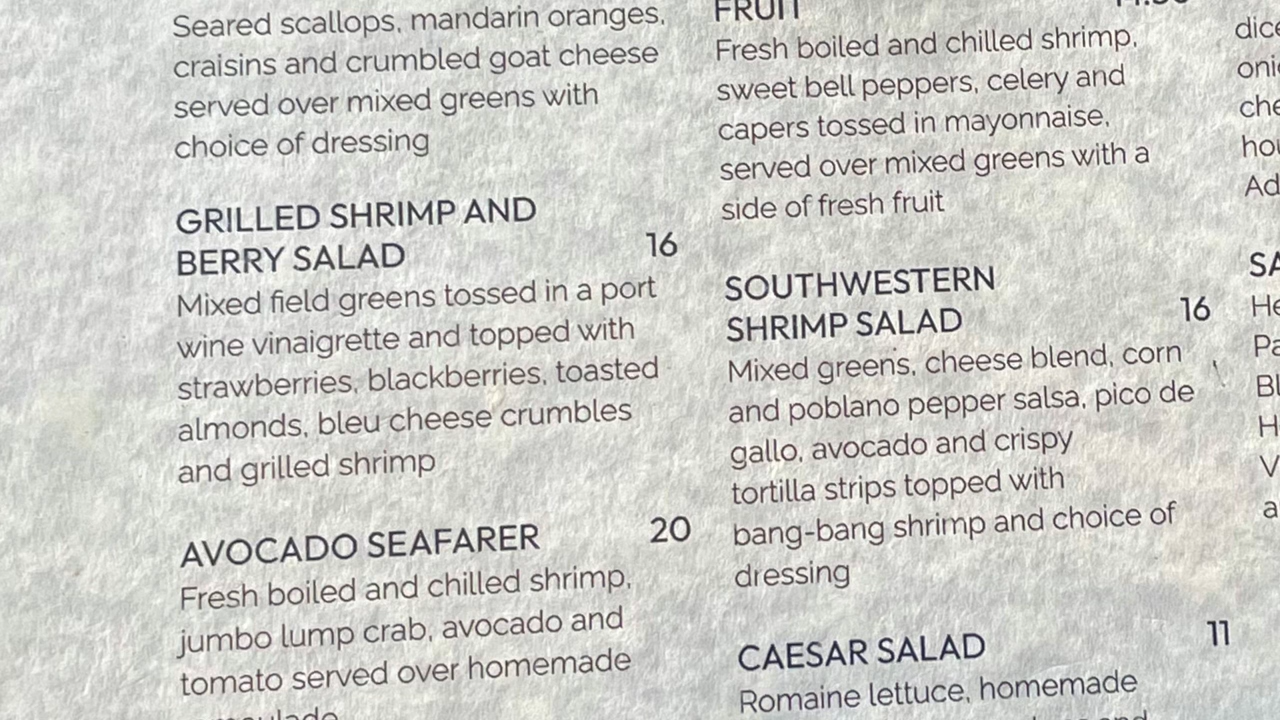 Seared scallops, mandarin oranges,
craisins and crumbled goat cheese
served over mixed greens with
choice of dressing
GRILLED SHRIMP AND
BERRY SALAD 16
Mixed field greens tossed in a port
wine vinaigrette and topped with
strawberries, blackberries, toasted
almonds, bleu cheese crumbles
and grilled shrimp
AVOCADO SEAFARER 20
Fresh boiled and chilled shrimp,
jumbo lump crab, avocado and
tomato served over homemade
FRUIT
Fresh boiled and chilled shrimp,
sweet bell peppers, celery and
capers tossed in mayonnaise,
served over mixed greens with a
side of fresh fruit
SOUTHWESTERN
SHRIMP SALAD 16
Mixed greens, cheese blend, corn
and poblano pepper salsa, pico de
gallo, avocado and crispy
tortilla strips topped with
bang-bang shrimp and choice of
dressing
CAESAR SALAD 11
Romaine lettuce, homemade